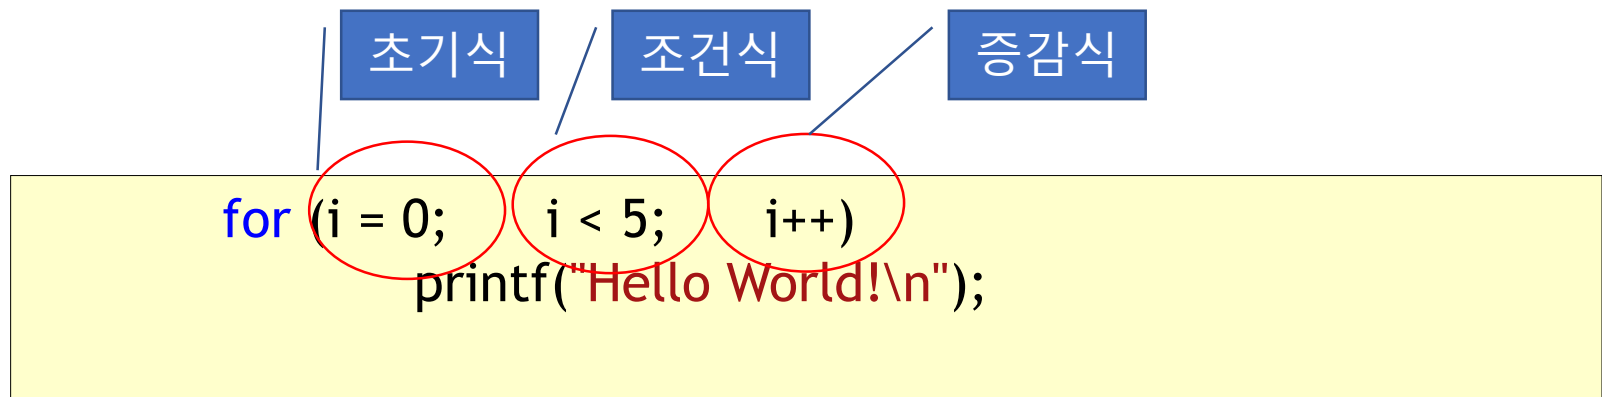 초기식 조건식 증감식
for (i = 0; i < 5; i++)
printf("Hello World!\n");